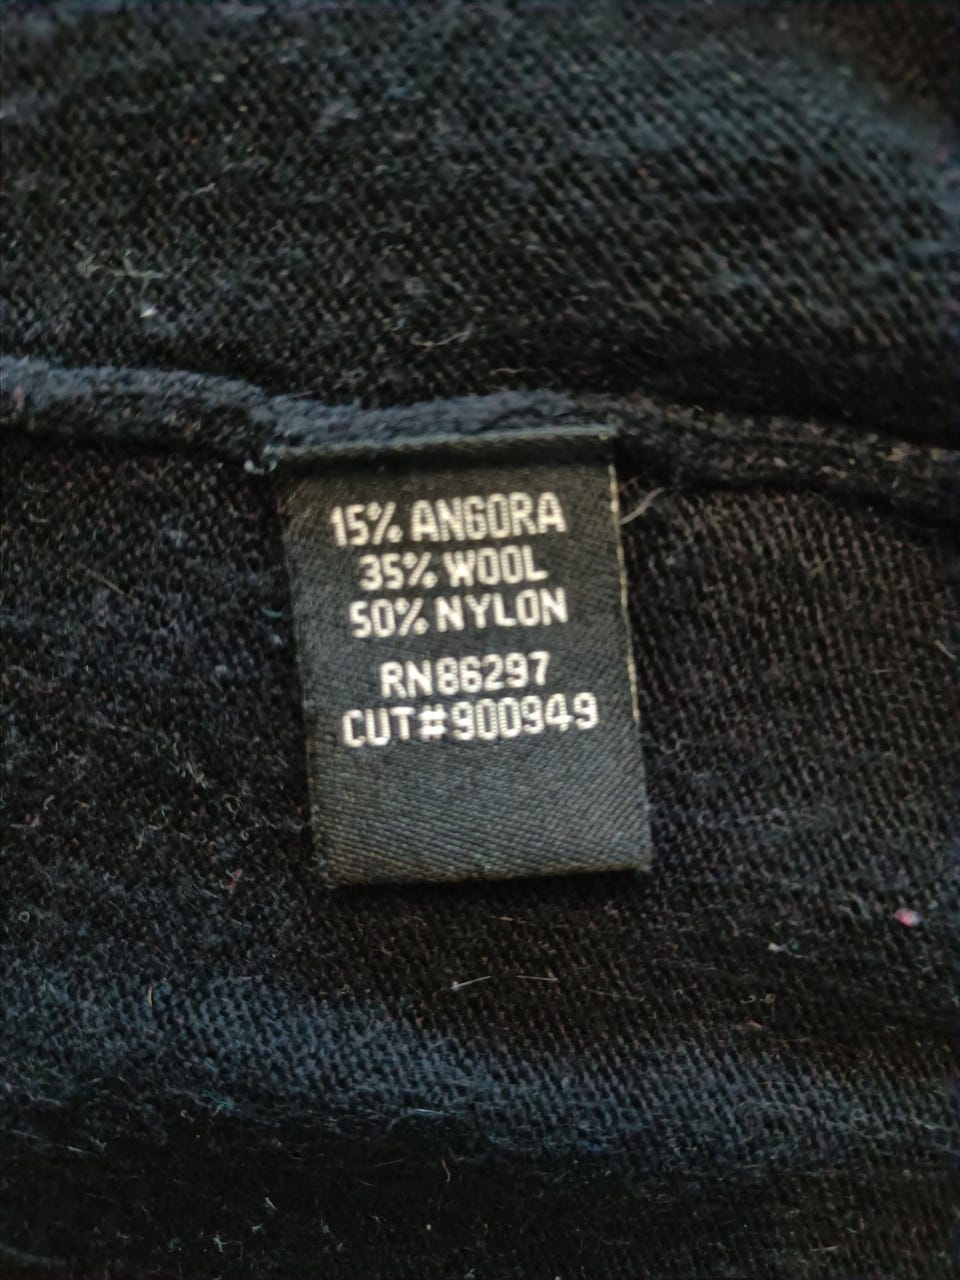 15% ANGORA
35% WOOL
50% NYLON
RN86297
CUT#900949